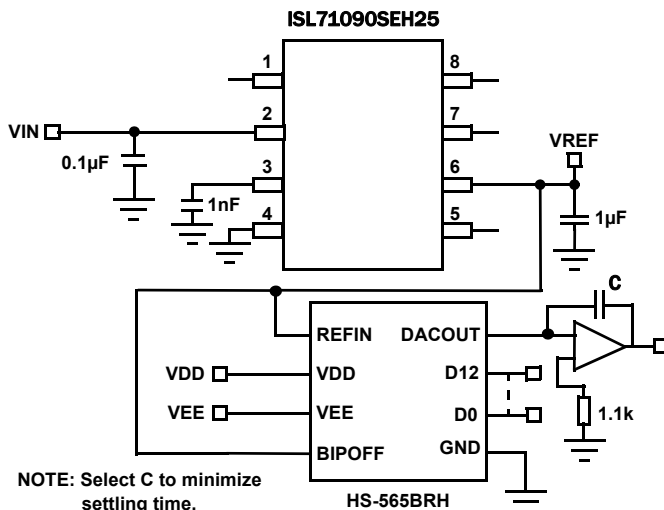 ISL71090SEH25
1
8
VIN
2
7
VREF
0.1µF
3
6
1nF
1µF
4
5
C
REFIN
DACOUT
VDD
VDD
D12
VEE
VEE
D0
1.1k
BIPOFF
GND
NOTE: Select C to minimize
settling time.
HS-565BRH